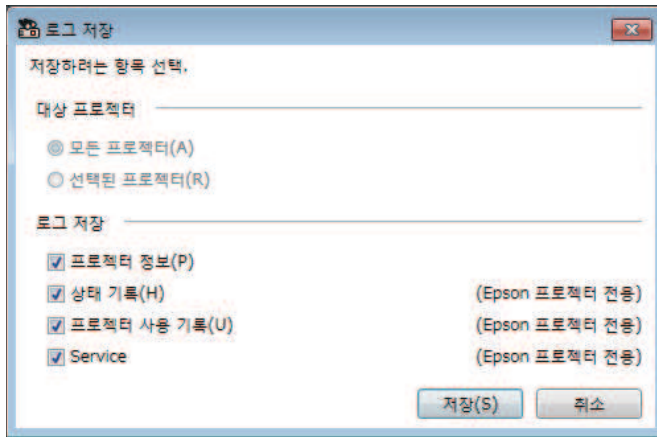 로그 저장
저장하려는 항목 선택.
대상 프로젝터
모든 프로젝터(A)
선택된 프로젝터(R)
로그 저장
프로젝터 정보(P)
상태 기록(H) (Epson 프로젝터 전용)
프로젝터 사용 기록(U) (Epson 프로젝터 전용)
Service (Epson 프로젝터 전용)
저장(S) 취소